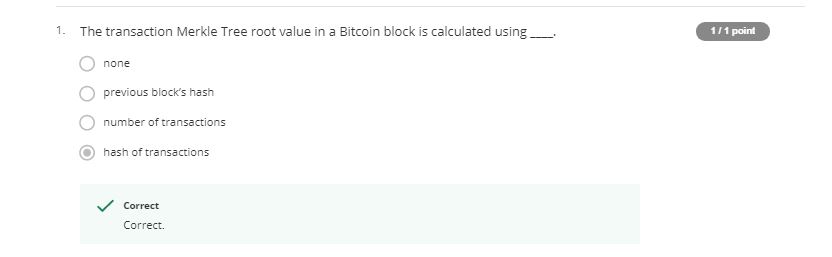 1. The transaction Merkle Tree root value in a Bitcoin block is calculated using ____.
1 / 1 point
none
previous block's hash
number of transactions
hash of transactions
Correct
Correct.